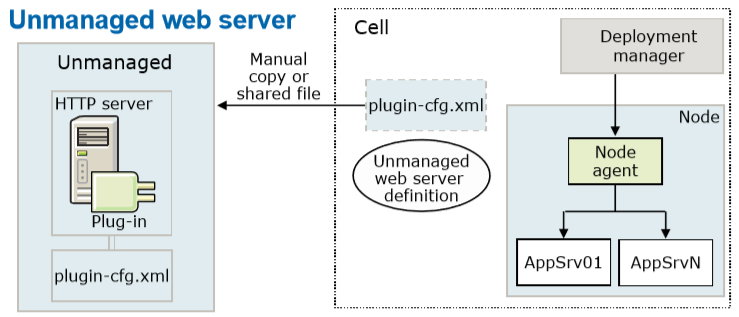 Unmanaged web server
Unmanaged
HTTP server
Plug-in
plugin-cfg.xml
Manual
copy or
shared file
Cell
plugin-cfg.xml
Unmanaged
web server
definition
Deployment
manager
Node
Node
agent
AppSrv01
AppSrvN